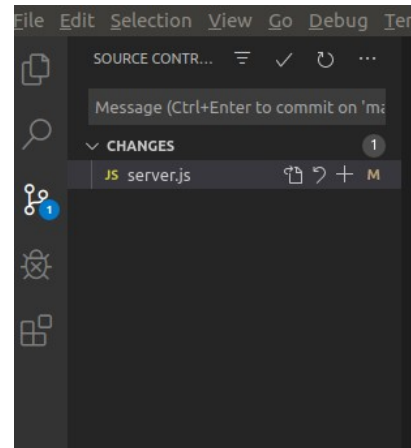 File Edit Selection View Go Debug Ter
SOURCE CONTR...
Message (Ctrl+Enter to commit on 'ma
CHANGES 1
JS server.js M
1